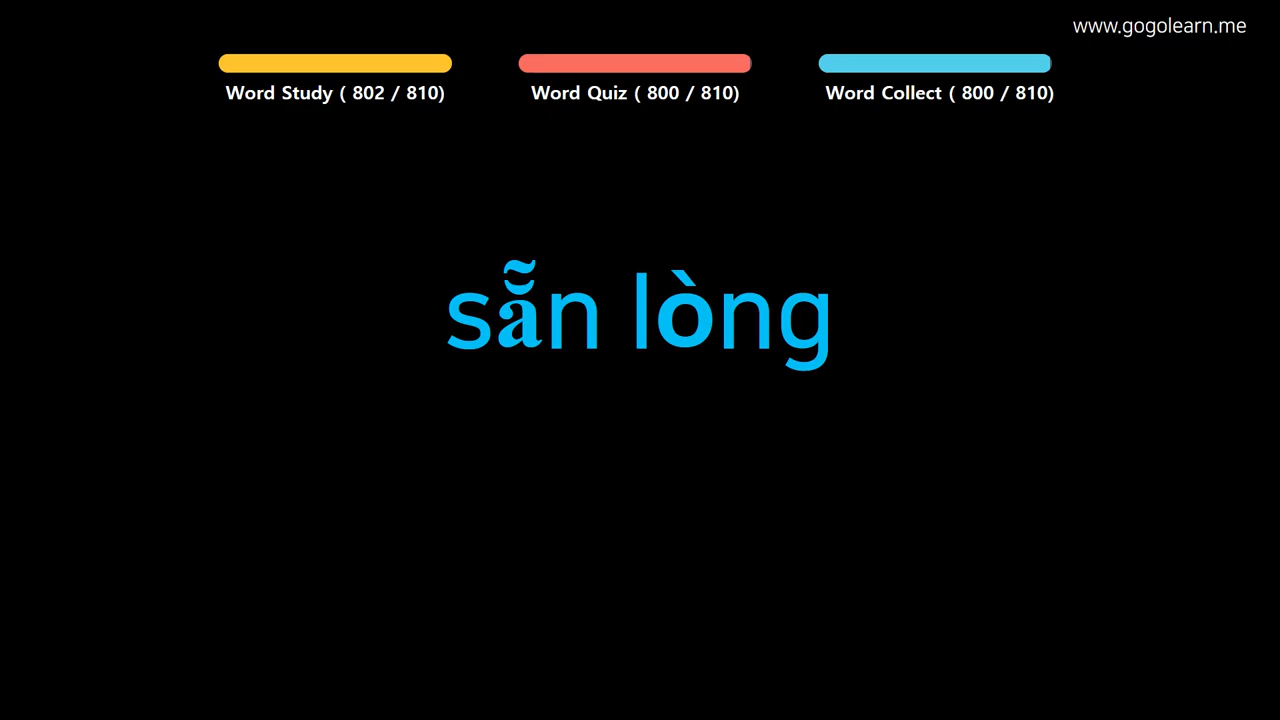 www.gogolearn.me
Word Study ( 802 / 810)
Word Quiz ( 800 / 810)
Word Collect ( 800 / 810)
sẵn lòng